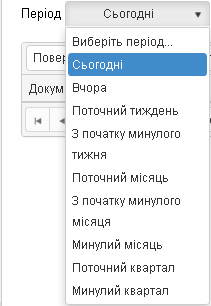 Період Сьогодні
Виберіть період...
Сьогодні
Вчора
Поточний тиждень
З початку минулого
тижня
Поточний місяць
З початку минулого
місяця
Минулий місяць
Поточний квартал
Минулий квартал
Повер
Докум